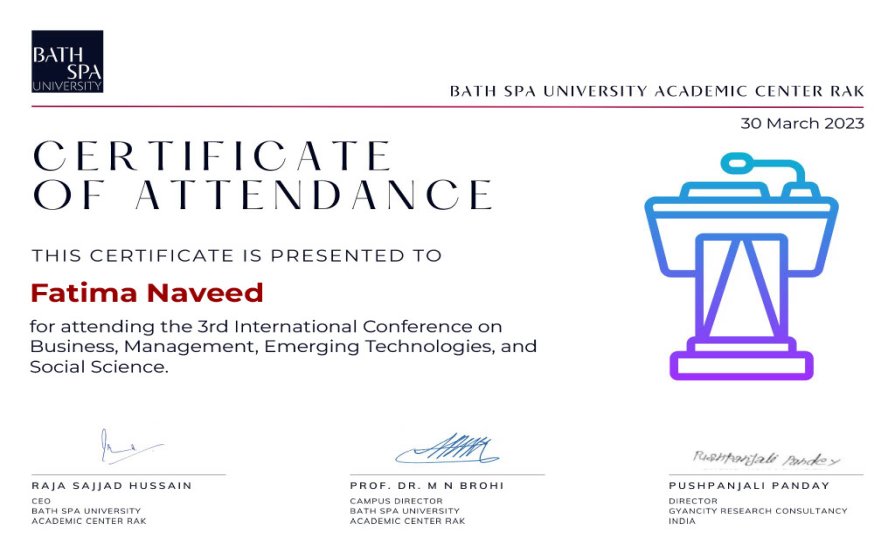 BATH
SPA
UNIVERSITY
BATH SPA UNIVERSITY ACADEMIC CENTER RAK
30 March 2023
CERTIFICATE
OF ATTENDANCE
THIS CERTIFICATE IS PRESENTED TO
Fatima Naveed
for attending the 3rd International Conference on
Business, Management, Emerging Technologies, and
Social Science.
Pushpanjali Pandey
RAJA SAJJAD HUSSAIN
CEO
BATH SPA UNIVERSITY
ACADEMIC CENTER RAK
PROF. DR. M N BROHI
CAMPUS DIRECTOR
BATH SPA UNIVERSITY
ACADEMIC CENTER RAK
PUSHPANJALI PANDAY
DIRECTOR
GYANCITY RESEARCH CONSULTANCY
INDIA